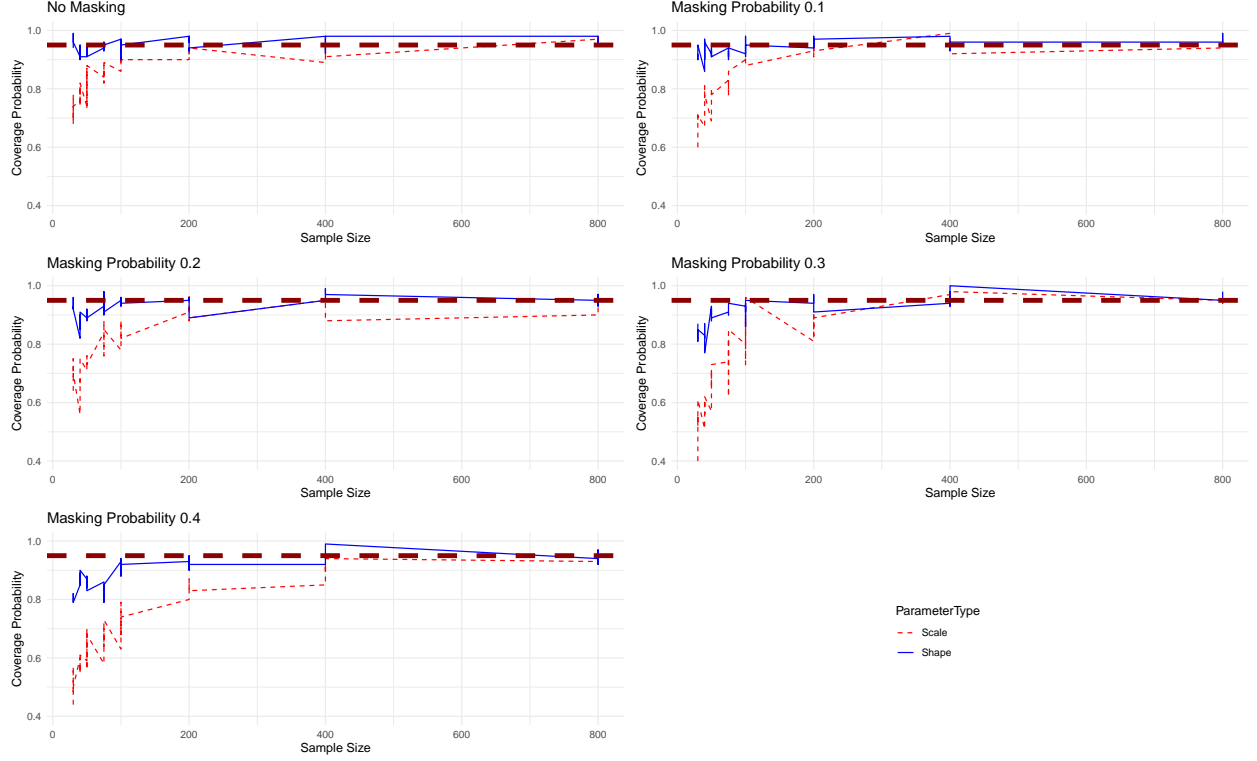 No Masking
Coverage Probability
1.0
0.8
0.6
0.4
0 200 400 600 800
Sample Size
Masking Probability 0.1
Coverage Probability
1.0
0.8
0.6
0.4
0 200 400 600 800
Sample Size
Masking Probability 0.2
Coverage Probability
1.0
0.8
0.6
0.4
0 200 400 600 800
Sample Size
Masking Probability 0.3
Coverage Probability
1.0
0.8
0.6
0.4
0 200 400 600 800
Sample Size
Masking Probability 0.4
Coverage Probability
1.0
0.8
0.6
0.4
0 200 400 600 800
Sample Size
ParameterType
Scale
Shape